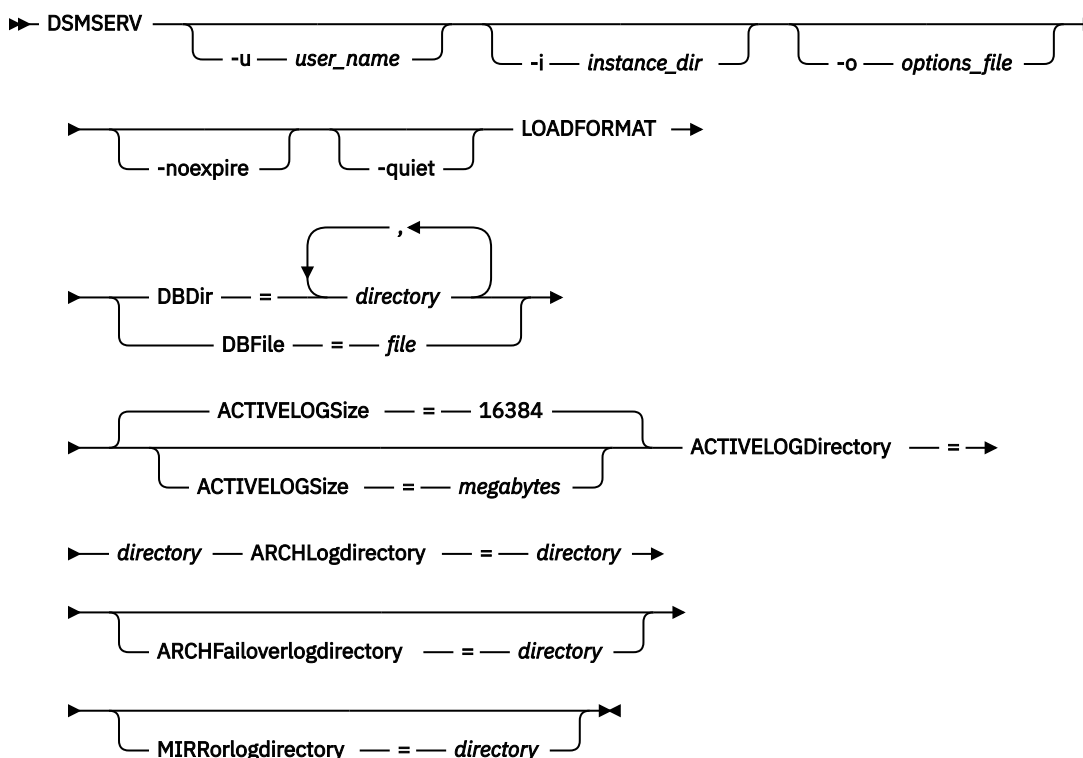 DSMSERV
-u user_name -i instance_dir -o options_file
LOADFORMAT
-noexpire -quiet
,
DBDir = directory
DBFile = file
ACTIVELOGSize = 16384
ACTIVELOGDirectory =
ACTIVELOGSize = megabytes
directory ARCHLogdirectory = directory
ARCHFailoverlogdirectory = directory
MIRRorlogdirectory = directory